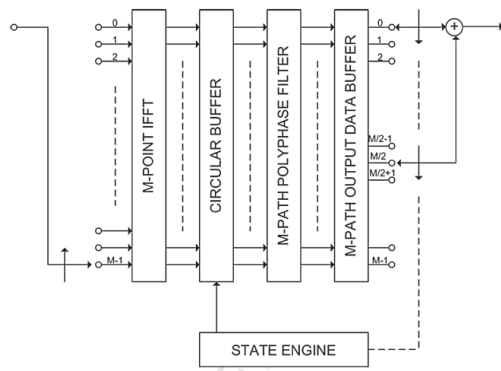 0
1
2
M-1
M-POINT IFFT
CIRCULAR BUFFER
M-PATH POLYPHASE FILTER
M-PATH OUTPUT DATA BUFFER
0
1
2
M/2-1
M/2
M/2+1
M-1
+
STATE ENGINE